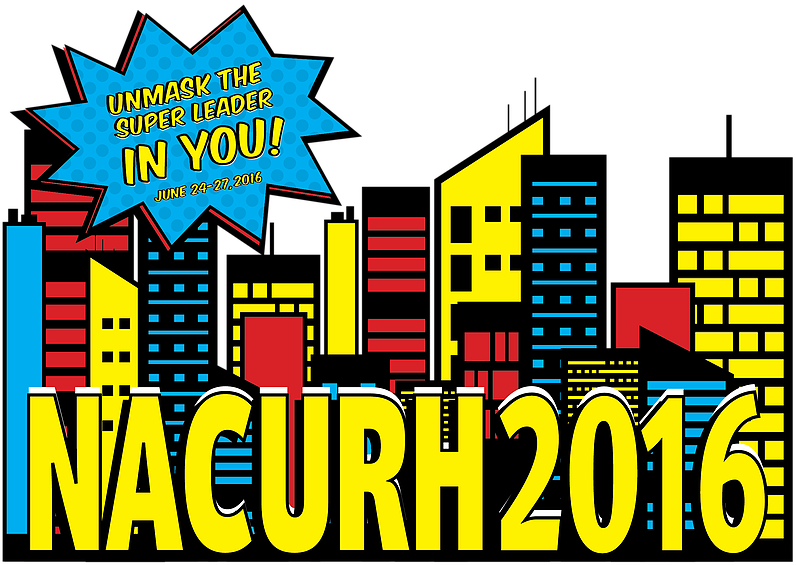 UNMASK THE
SUPER LEADER
IN YOU!
JUNE 24-27, 2016
NACURH 2016